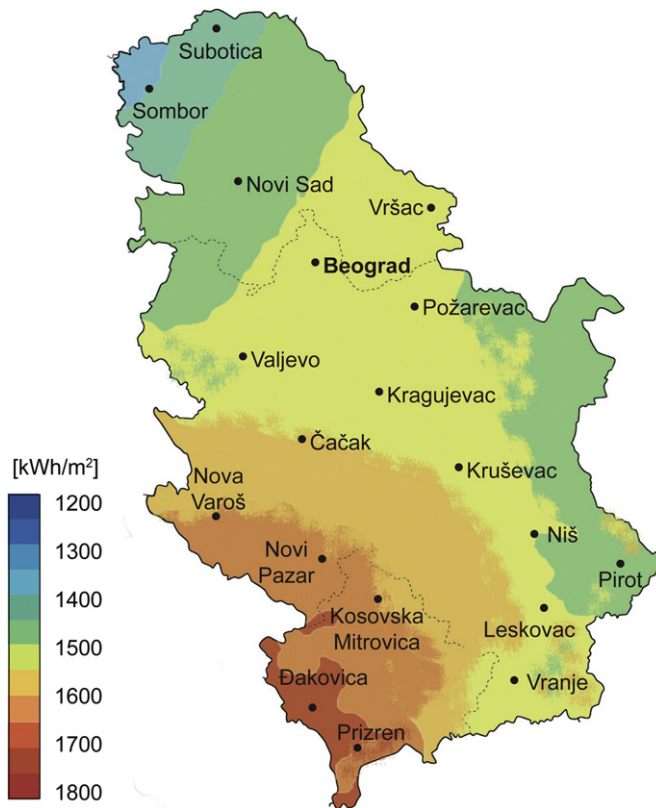 Subotica
Sombor
Novi Sad
Vršac
Beograd
Požarevac
Valjevo
Kragujevac
Čačak
[kWh/m²]
Kruševac
Nova
Varoš
1200
1300
1400
1500
1600
1700
1800
Niš
Novi
Pazar
Pirot
Kosovska
Mitrovica
Leskovac
Đakovica
Vranje
Prizren